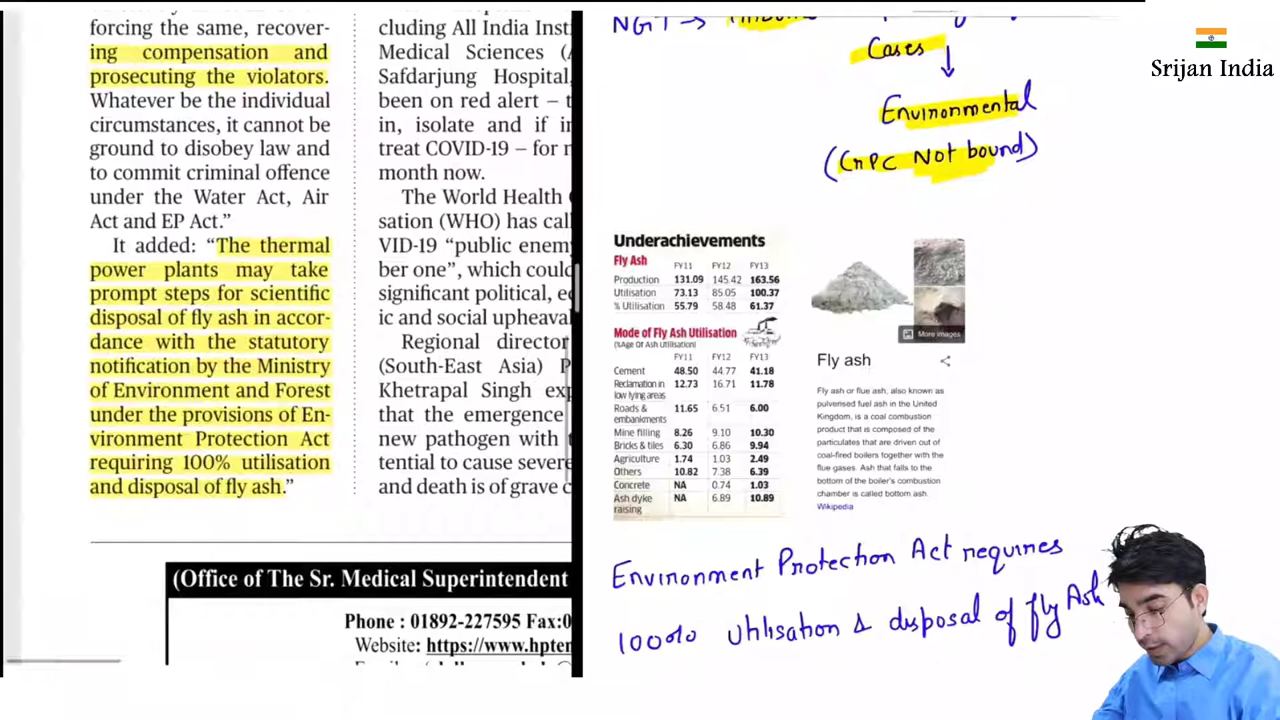 forcing the same, recover-
ing compensation and
prosecuting the violators.
Whatever be the individual
circumstances, it cannot be
ground to disobey law and
to commit criminal offence
under the Water Act, Air
Act and EP Act.”
It added: “The thermal
power plants may take
prompt steps for scientific
disposal of fly ash in accor-
dance with the statutory
notification by the Ministry
of Environment and Forest
under the provisions of En-
vironment Protection Act
requiring 100% utilisation
and disposal of fly ash.”
cluding All India Inst
Medical Sciences (
Safdarjung Hospital,
been on red alert – t
in, isolate and if in
treat COVID-19 – for
month now.
The World Health
sation (WHO) has cal
VID-19 “public enemy
ber one”, which could
significant political, ec
ic and social upheaval
Regional director
(South-East Asia) P
Khetrapal Singh exp
that the emergence
new pathogen with
tential to cause severe
and death is of grave c
(Office of The Sr. Medical Superintendent
Phone : 01892-227595 Fax:0
Website: https://www.hpten
NGT →
Cases
Environmental
(CrPC Not bound)
Underachievements
Fly Ash
FY11 FY12 FY13
Production 131.09 145.42 163.56
Utilisation 73.13 85.05 100.37
% Utilisation 55.79 58.48 61.37
Mode of Fly Ash Utilisation
(%Age Of Ash Utilisation)
FY11 FY12 FY13
Cement 48.50 44.77 41.18
Reclamation in
low lying areas 12.73 16.71 11.78
Roads &
embankments 11.65 6.51 6.00
Mine filling 8.26 9.10 10.30
Bricks & tiles 6.30 6.86 9.94
Agriculture 1.74 1.03 2.49
Others 10.82 7.38 6.39
Concrete NA 0.74 1.03
Ash dyke
raising NA 6.89 10.89
More images
Fly ash
Fly ash or flue ash, also known as
pulverised fuel ash in the United
Kingdom, is a coal combustion
product that is composed of the
particulates that are driven out of
coal-fired boilers together with the
flue gases. Ash that falls to the
bottom of the boiler's combustion
chamber is called bottom ash.
Wikipedia
Environment Protection Act requires
100% utilisation & disposal of fly Ash
Srijan India